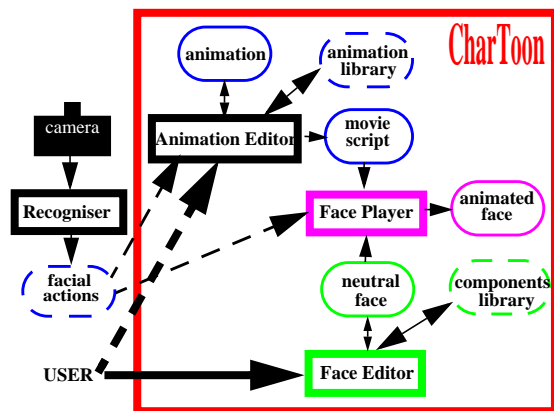 CharToon
animation
animation
library
camera
Animation Editor
movie
script
Recogniser
Face Player
animated
face
facial
actions
neutral
face
components
library
USER
Face Editor